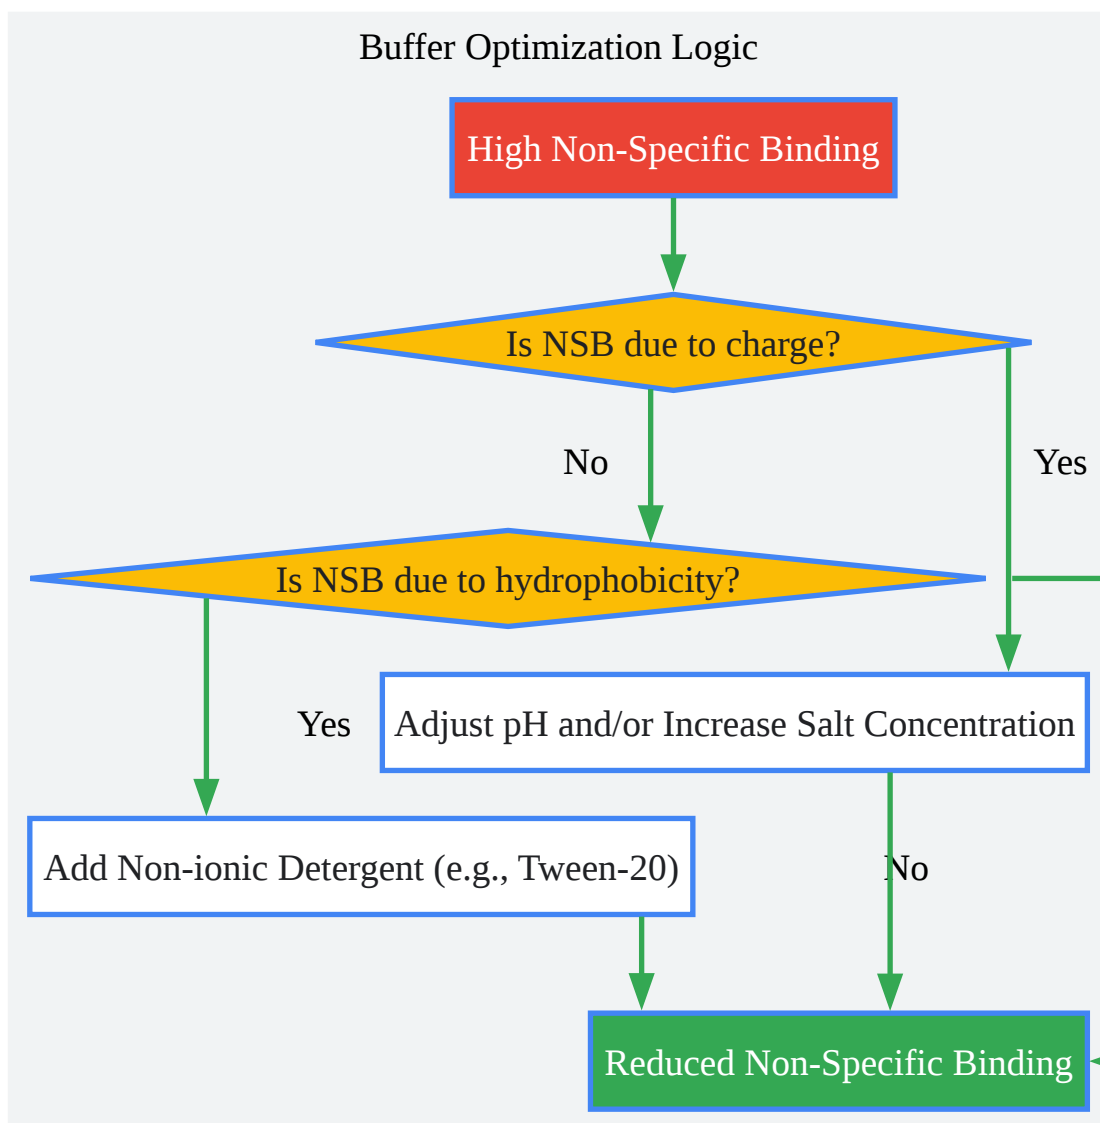 Buffer Optimization Logic
High Non-Specific Binding
Is NSB due to charge?
No
Yes
Is NSB due to hydrophobicity?
Yes
Adjust pH and/or Increase Salt Concentration
Add Non-ionic Detergent (e.g., Tween-20)
No
Reduced Non-Specific Binding